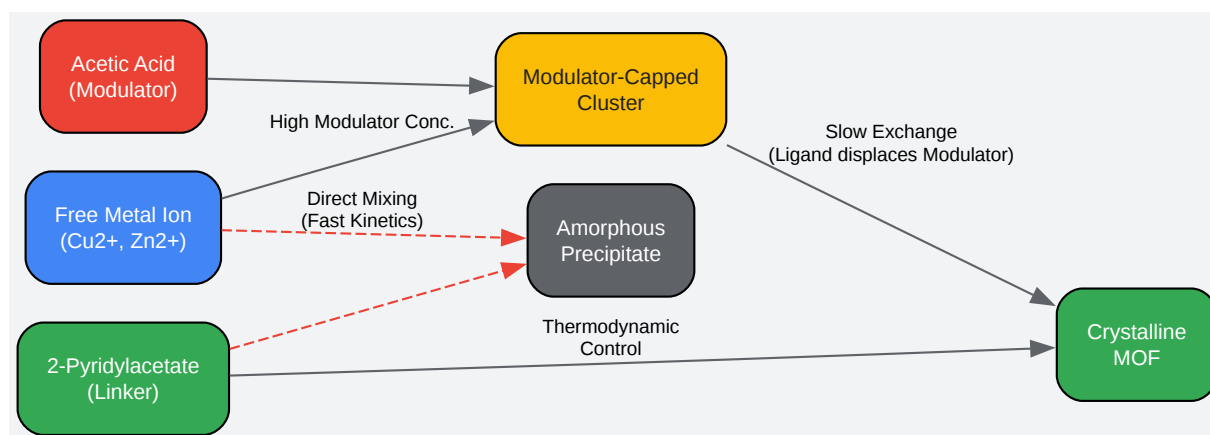 Acetic Acid
(Modulator)
Modulator-Capped
Cluster
High Modulator Conc.
Slow Exchange
(Ligand displaces Modulator)
Free Metal Ion
(Cu2+, Zn2+)
Direct Mixing
(Fast Kinetics)
Amorphous
Precipitate
2-Pyridylacetate
(Linker)
Thermodynamic
Control
Crystalline
MOF